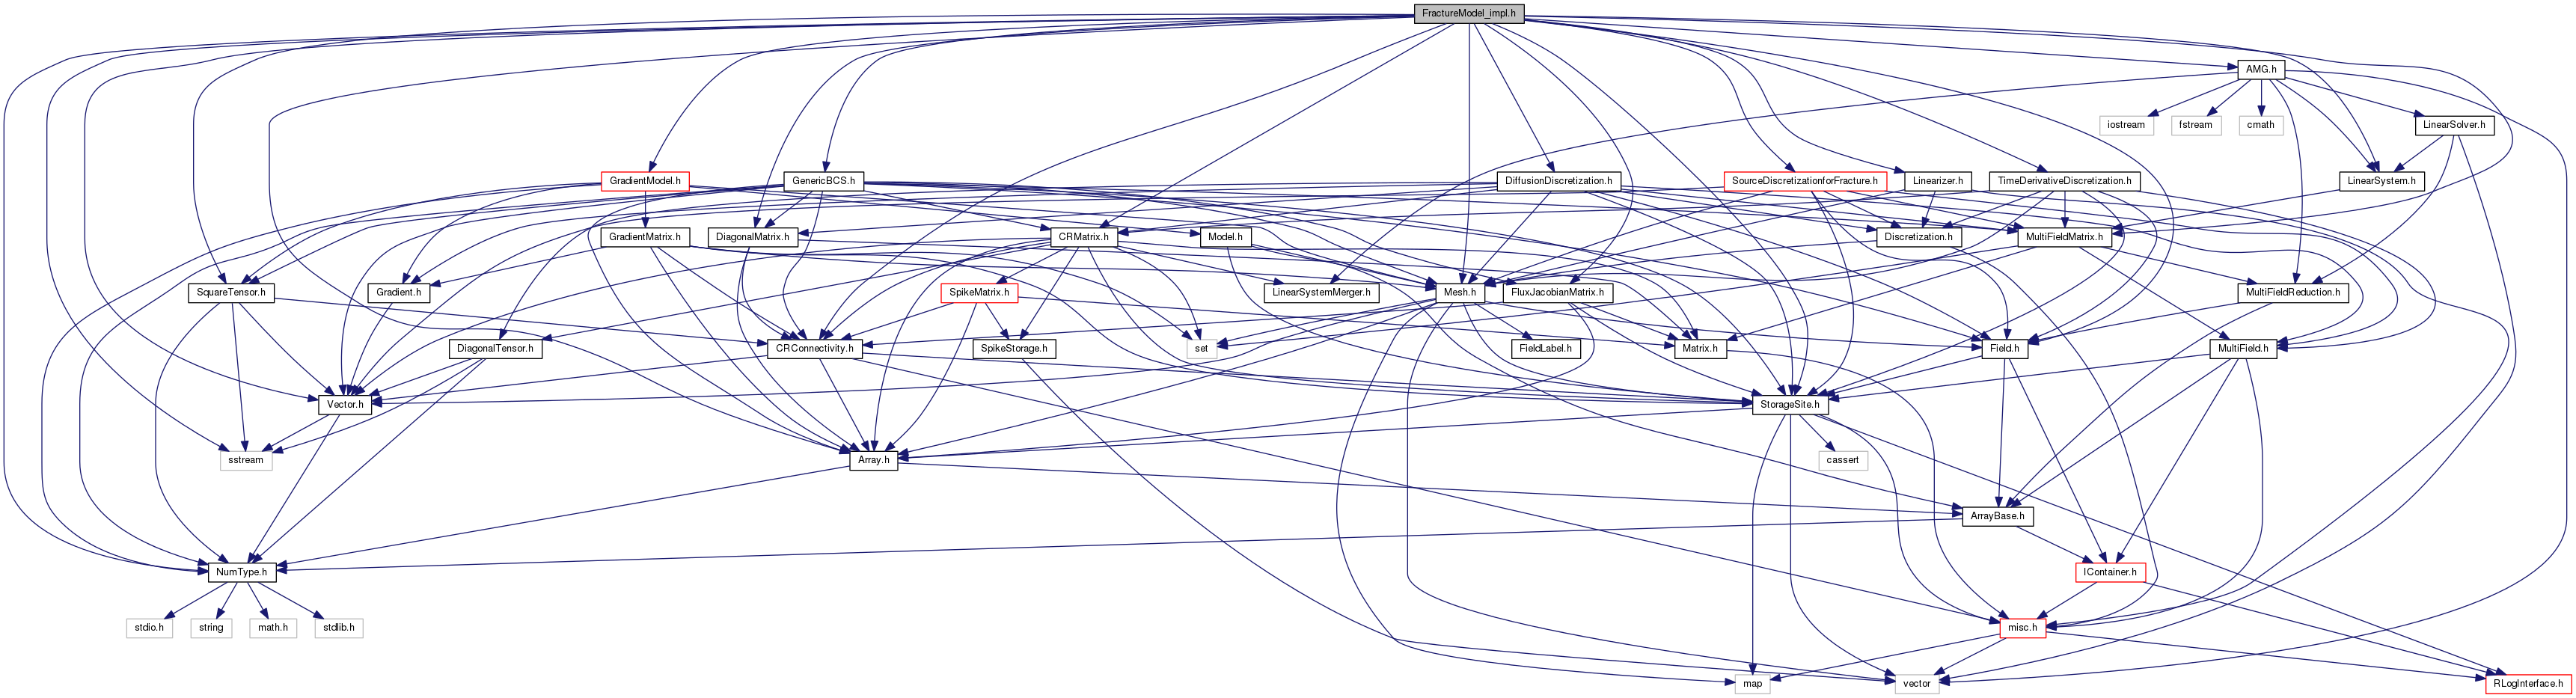 FractureModel_impl.h
AMG.h
iostream
fstream
cmath
LinearSolver.h
GradientModel.h
GenericBCS.h
DiffusionDiscretization.h
SourceDiscretizationforFracture.h
Linearizer.h
TimeDerivativeDiscretization.h
LinearSystem.h
GradientMatrix.h
DiagonalMatrix.h
CRMatrix.h
Model.h
Discretization.h
MultiFieldMatrix.h
SquareTensor.h
Gradient.h
SpikeMatrix.h
LinearSystemMerger.h
Mesh.h
FluxJacobianMatrix.h
MultiFieldReduction.h
DiagonalTensor.h
CRConnectivity.h
SpikeStorage.h
set
FieldLabel.h
Matrix.h
Field.h
MultiField.h
Vector.h
StorageSite.h
sstream
Array.h
cassert
ArrayBase.h
NumType.h
IContainer.h
stdio.h
string
math.h
stdlib.h
misc.h
map
vector
RLogInterface.h